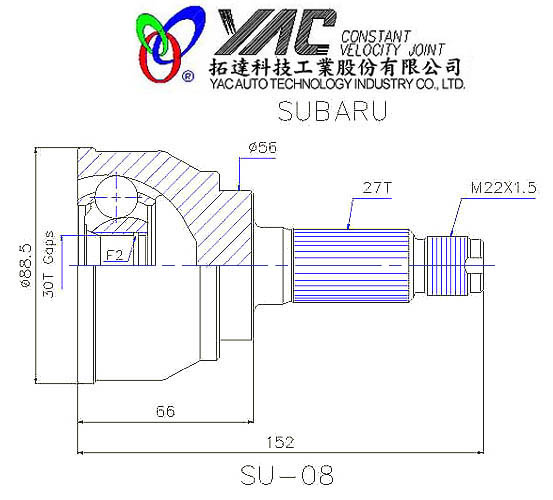 YAC CONSTANT
VELOCITY JOINT
®
拓達科技工業股份有限公司
YAC AUTO TECHNOLOGY INDUSTRY CO., LTD.
SUBARU
ø56
27T
M22X1.5
ø88.5
30T Gaps
F2
66
152
SU-08